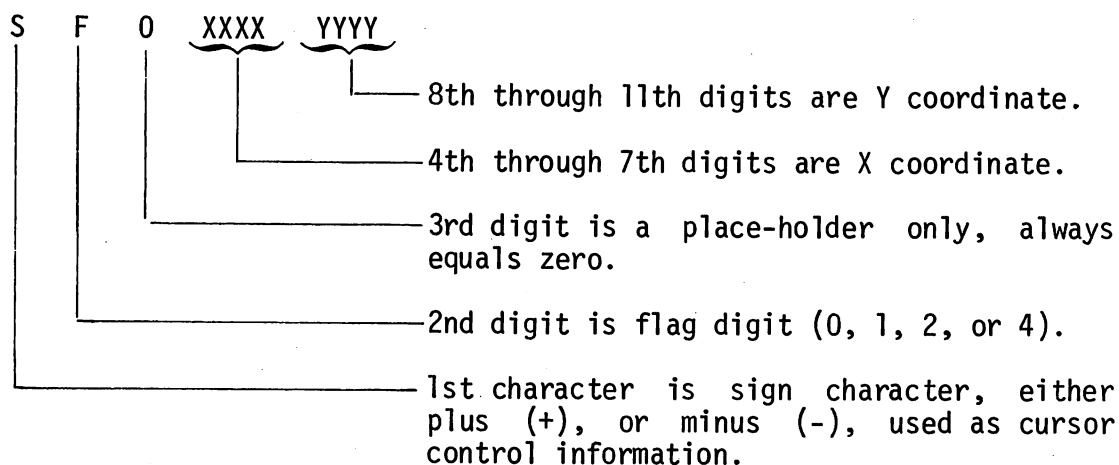 S F 0 XXXX YYYY
8th through 11th digits are Y coordinate.
4th through 7th digits are X coordinate.
3rd digit is a place-holder only, always
equals zero.
2nd digit is flag digit (0, 1, 2, or 4).
1st character is sign character, either
plus (+), or minus (-), used as cursor
control information.